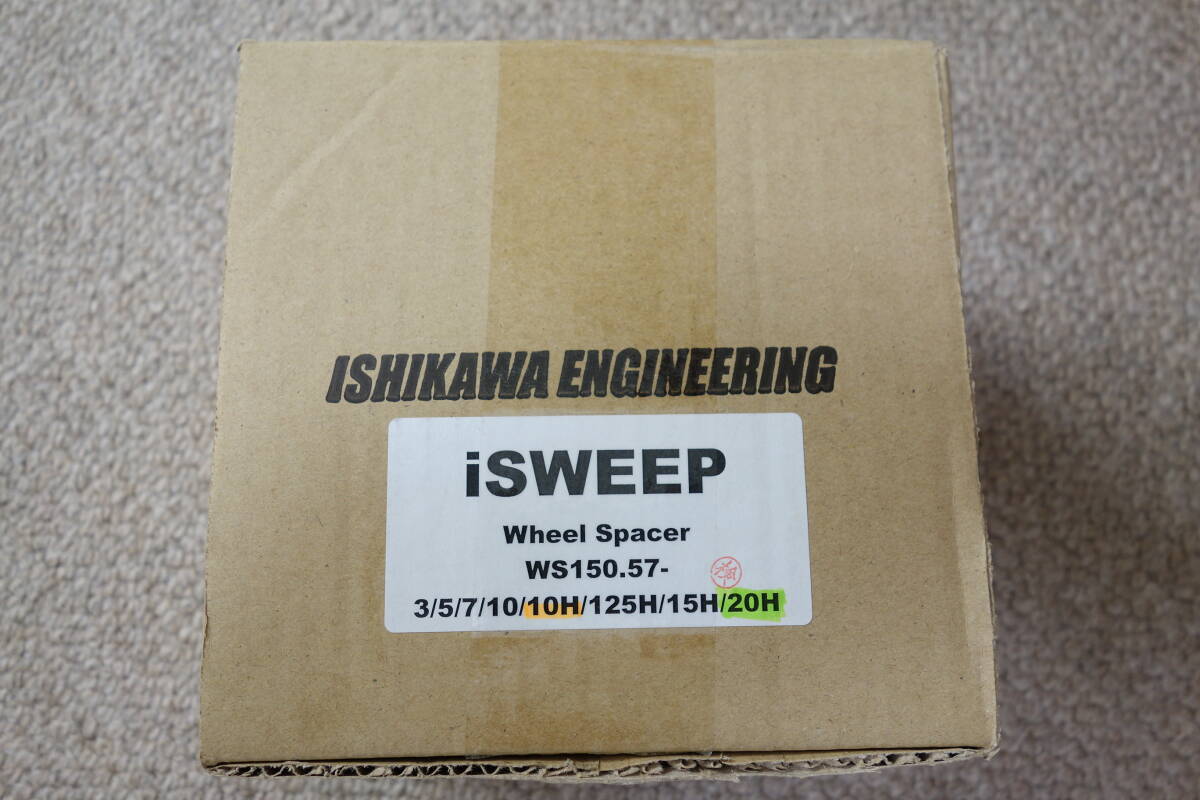 ISHIKAWA ENGINEERING
iSWEEP
Wheel Spacer
WS150.57-
3/5/7/10/10H/125H/15H/20H